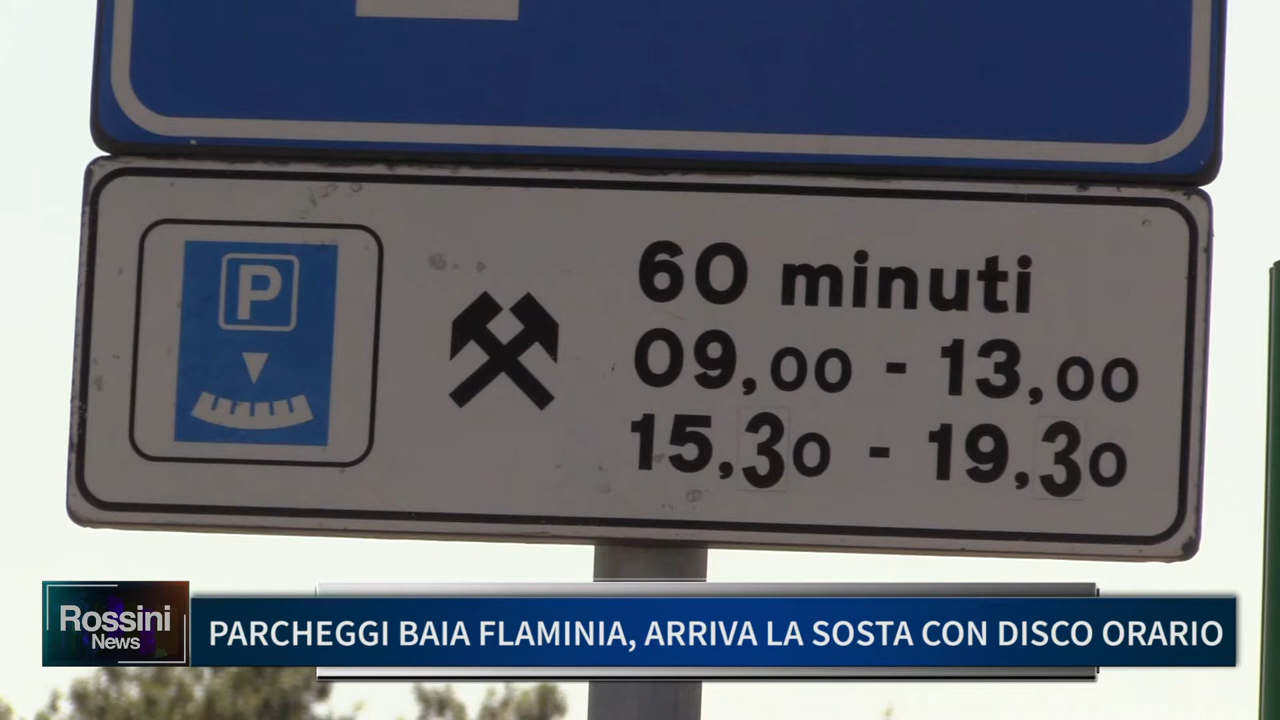 P
60 minuti
09,00 - 13,00
15,30 - 19,30
Rossini
News
PARCHEGGI BAIA FLAMINIA, ARRIVA LA SOSTA CON DISCO ORARIO